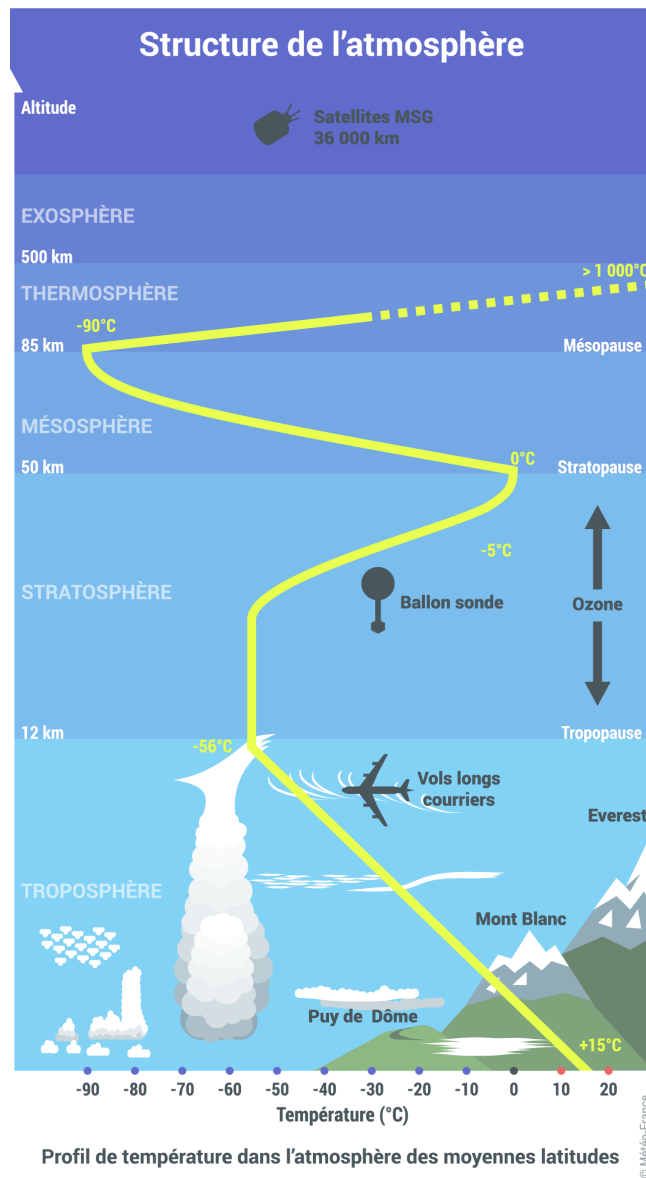 Structure de l'atmosphère
Altitude
Satellites MSG
36 000 km
EXOSPHÈRE
500 km
> 1 000°C
THERMOSPHÈRE
-90°C
85 km
Mésopause
MÉSOSPHÈRE
0°C
50 km
Stratopause
-5°C
STRATOSPHÈRE
Ballon sonde
Ozone
12 km
Tropopause
-56°C
Vols longs
courriers
Everest
TROPOSPHÈRE
Mont Blanc
Puy de Dôme
+15°C
-90 -80 -70 -60 -50 -40 -30 -20 -10 0 10 20
Température (°C)
Profil de température dans l'atmosphère des moyennes latitudes
© Météo-France